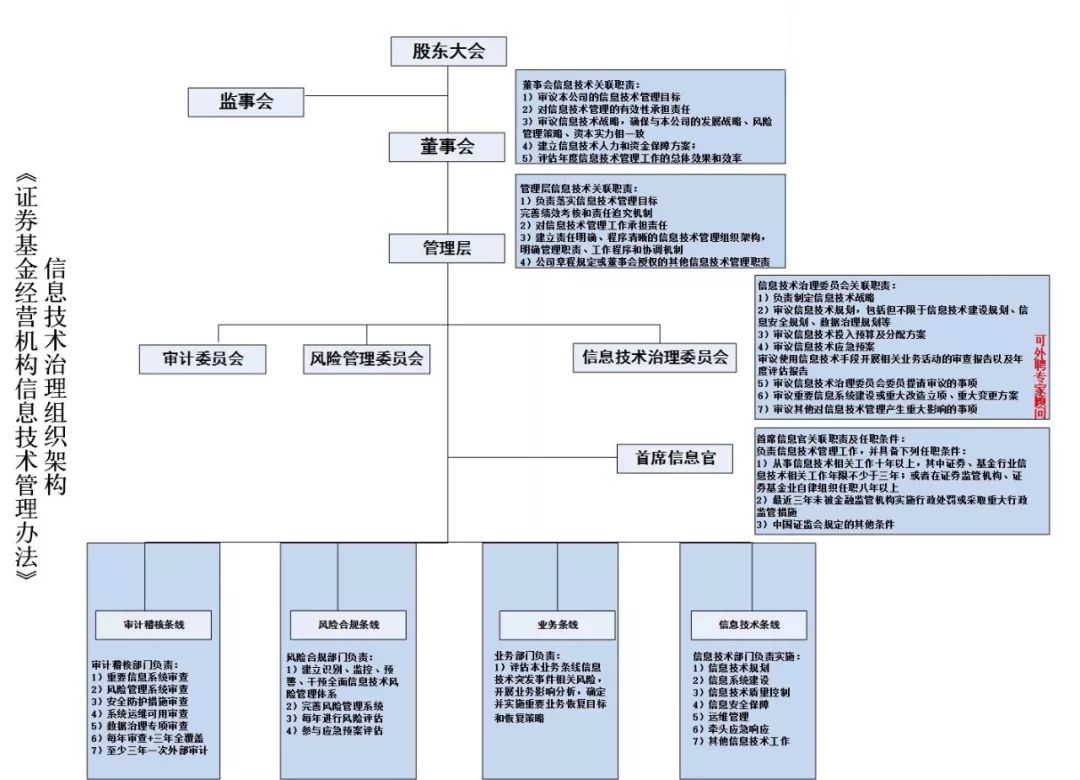 《证券基金经营机构信息技术管理办法》
信息技术治理组织架构
股东大会
监事会
董事会
董事会信息技术关联职责：
1）审议本公司的信息技术管理目标
2）对信息技术管理的有效性承担责任
3）审议信息技术战略，确保与本公司的发展战略、风险
管理策略、资本实力相一致
4）建立信息技术人力和资金保障方案；
5）评估年度信息技术管理工作的总体效果和效率
管理层
管理层信息技术关联职责：
1）负责落实信息技术管理目标
完善绩效考核和责任追究机制
2）对信息技术管理工作承担责任
3）建立责任明确、程序清晰的信息技术管理组织架构，
明确管理职责、工作程序和协调机制
4）公司章程规定或董事会授权的其他信息技术管理职责
审计委员会
风险管理委员会
信息技术治理委员会
信息技术治理委员会关联职责：
1）负责制定信息技术战略
2）审议信息技术规划，包括但不限于信息技术建设规划、信
息安全规划、数据治理规划等
3）审议信息技术投入预算及分配方案
4）审议信息技术应急预案
审议使用信息技术手段开展相关业务活动的审查报告以及年
度评估报告
5）审议信息技术治理委员会委员提请审议的事项
6）审议重要信息系统建设或重大改造立项、重大变更方案
7）审议其他对信息技术管理产生重大影响的事项
可外聘专家顾问
首席信息官
首席信息官关联职责及任职条件：
负责信息技术管理工作，并具备下列任职条件：
1）从事信息技术相关工作十年以上，其中证券、基金行业信
息技术相关工作年限不少于三年；或者在证券监管机构、证
券基金业自律组织任职八年以上
2）最近三年未被金融监管机构实施行政处罚或采取重大行政
监管措施
3）中国证监会规定的其他条件
审计稽核条线
审计稽核部门负责：
1）重要信息系统审查
2）风险管理系统审查
3）安全防护措施审查
4）系统运维可用审查
5）数据治理专项审查
6）每年审查+三年全覆盖
7）至少三年一次外部审计
风险合规条线
风险合规部门负责：
1）建立识别、监控、预
警、干预全面信息技术风
险管理体系
2）完善风险管理系统
3）每年进行风险评估
4）参与应急预案评估
业务条线
业务部门负责：
1）评估本业务条线信息
技术突发事件相关风险，
开展业务影响分析，确定
并实施重要业务恢复目标
和恢复策略
信息技术条线
信息技术部门负责实施：
1）信息技术规划
2）信息系统建设
3）信息技术质量控制
4）信息安全保障
5）运维管理
6）牵头应急响应
7）其他信息技术工作